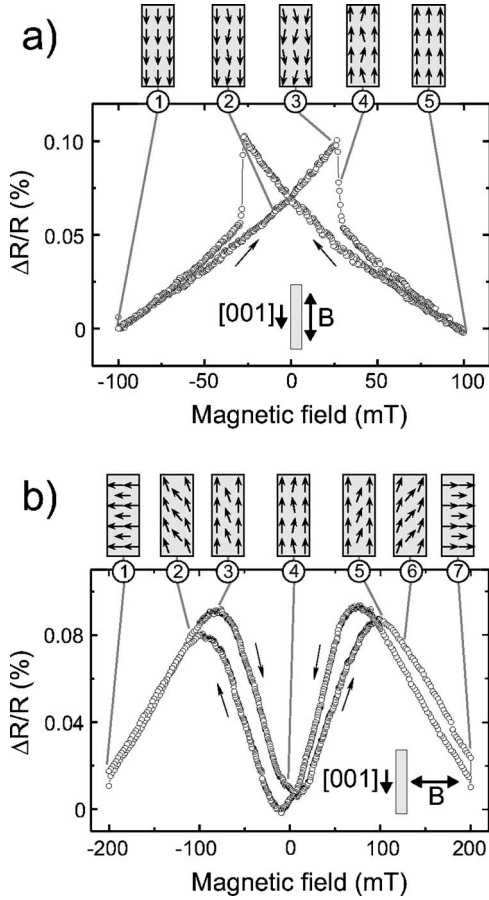 a)
1 2 3 4 5
0.10
0.05
0
ΔR/R (%)
[001] B
-100 -50 0 50 100
Magnetic field (mT)
b)
1 2 3 4 5 6 7
0.08
0.04
0
ΔR/R (%)
[001] B
-200 -100 0 100 200
Magnetic field (mT)